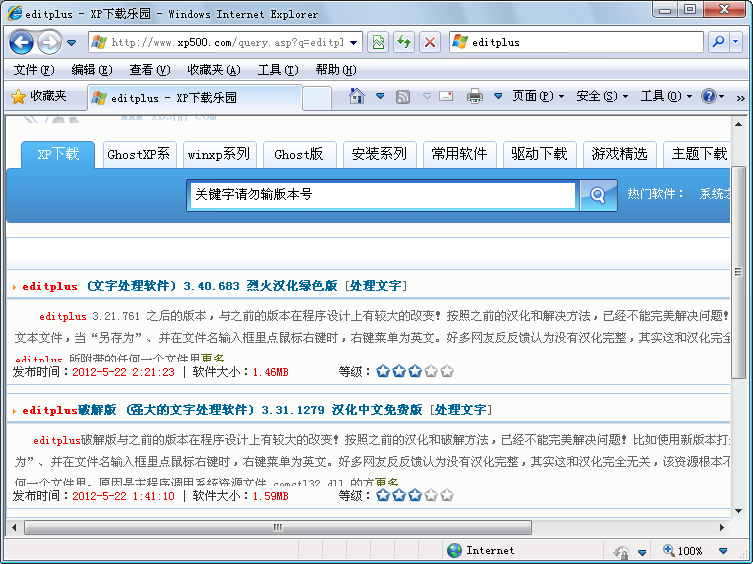 editplus - XP下载乐园 - Windows Internet Explorer
http://www.xp500.com/query.asp?q=editpl
editplus
文件(F) 编辑(E) 查看(V) 收藏夹(A) 工具(T) 帮助(H)
收藏夹 editplus - XP下载乐园 页面(P) 安全(S) 工具(O) »
XP下载 GhostXP系 winxp系列 Ghost版 安装系列 常用软件 驱动下载 游戏精选 主题下载
关键字请勿输版本号 热门软件： 系统之
editplus (文字处理软件) 3.40.683 烈火汉化绿色版 [处理文字]
editplus 3.21.761 之后的版本，与之前的版本在程序设计上有较大的改变！按照之前的汉化和解决方法，已经不能完美解决问题！
文本文件，当“另存为”、并在文件名输入框里点鼠标右键时，右键菜单为英文。好多网友反反馈认为没有汉化完整，其实这和汉化完全
editplus 所附带的任何一个文件里更多
发布时间：2012-5-22 2:21:23 | 软件大小：1.46MB 等级：
editplus破解版 (强大的文字处理软件) 3.31.1279 汉化中文免费版 [处理文字]
editplus破解版与之前的版本在程序设计上有较大的改变！按照之前的汉化和破解方法，已经不能完美解决问题！比如使用新版本打
为”、并在文件名输入框里点鼠标右键时，右键菜单为英文。好多网友反反馈认为没有汉化完整，其实这和汉化完全无关，该资源根本不
何一个文件里。原因是主程序调用系统资源文件 comctl32.dll 的方更多
发布时间：2012-5-22 1:41:10 | 软件大小：1.59MB 等级：
Internet 100%